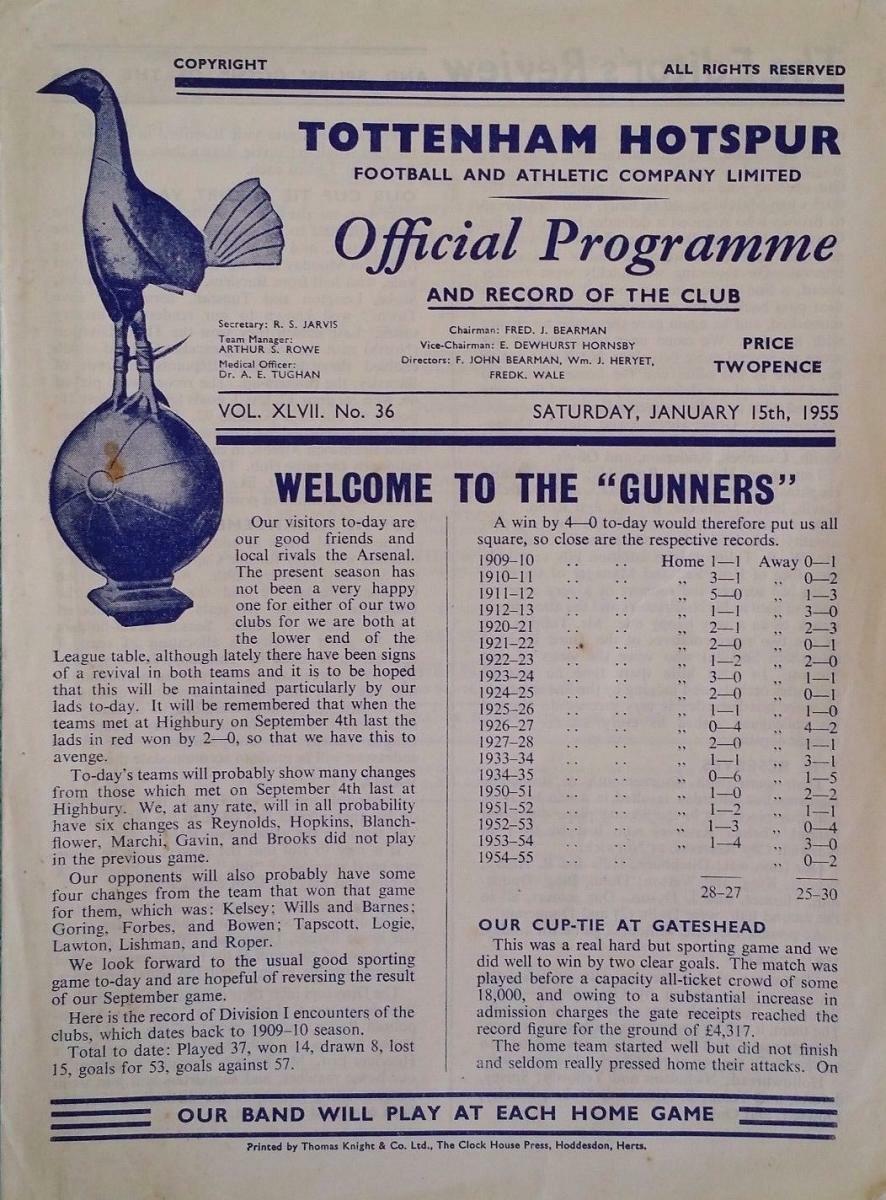 COPYRIGHT
ALL RIGHTS RESERVED
TOTTENHAM HOTSPUR
FOOTBALL AND ATHLETIC COMPANY LIMITED
Official Programme
AND RECORD OF THE CLUB
Secretary: R. S. JARVIS
Team Manager:
ARTHUR S. ROWE
Medical Officer:
Dr. A. E. TUGHAN
Chairman: FRED. J. BEARMAN
Vice-Chairman: E. DEWHURST HORNSBY
Directors: F. JOHN BEARMAN, Wm. J. HERYET,
FREDK. WALE
PRICE
TWOPENCE
VOL. XLVII. No. 36
SATURDAY, JANUARY 15th, 1955
WELCOME TO THE "GUNNERS"
Our visitors to-day are
our good friends and
local rivals the Arsenal.
The present season has
not been a very happy
one for either of our two
clubs for we are both at
the lower end of the
League table, although lately there have been signs
of a revival in both teams and it is to be hoped
that this will be maintained particularly by our
lads to-day. It will be remembered that when the
teams met at Highbury on September 4th last the
lads in red won by 2—0, so that we have this to
avenge.
To-day's teams will probably show many changes
from those which met on September 4th last at
Highbury. We, at any rate, will in all probability
have six changes as Reynolds, Hopkins, Blanch-
flower, Marchi, Gavin, and Brooks did not play
in the previous game.
Our opponents will also probably have some
four changes from the team that won that game
for them, which was: Kelsey; Wills and Barnes;
Goring, Forbes, and Bowen; Tapscott, Logie,
Lawton, Lishman, and Roper.
We look forward to the usual good sporting
game to-day and are hopeful of reversing the result
of our September game.
Here is the record of Division I encounters of the
clubs, which dates back to 1909-10 season.
Total to date: Played 37, won 14, drawn 8, lost
15, goals for 53, goals against 57.
A win by 4—0 to-day would therefore put us all
square, so close are the respective records.
1909-10 .. .. Home 1—1 Away 0—1
1910-11 .. .. ,, 3—1 ,, 0—2
1911-12 .. .. ,, 5—0 ,, 1—3
1912-13 .. .. ,, 1—1 ,, 3—0
1920-21 .. .. ,, 2—1 ,, 2—3
1921-22 .. .. ,, 2—0 ,, 0—1
1922-23 .. .. ,, 1—2 ,, 2—0
1923-24 .. .. ,, 3—0 ,, 1—1
1924-25 .. .. ,, 2—0 ,, 0—1
1925-26 .. .. ,, 1—1 ,, 1—0
1926-27 .. .. ,, 0—4 ,, 4—2
1927-28 .. .. ,, 2—0 ,, 1—1
1933-34 .. .. ,, 1—1 ,, 3—1
1934-35 .. .. ,, 0—6 ,, 1—5
1950-51 .. .. ,, 1—0 ,, 2—2
1951-52 .. .. ,, 1—2 ,, 1—1
1952-53 .. .. ,, 1—3 ,, 0—4
1953-54 .. .. ,, 1—4 ,, 3—0
1954-55 .. .. ,, 0—2
28-27 25-30
OUR CUP-TIE AT GATESHEAD
This was a real hard but sporting game and we
did well to win by two clear goals. The match was
played before a capacity all-ticket crowd of some
18,000, and owing to a substantial increase in
admission charges the gate receipts reached the
record figure for the ground of £4,317.
The home team started well but did not finish
and seldom really pressed home their attacks. On
OUR BAND WILL PLAY AT EACH HOME GAME
Printed by Thomas Knight & Co. Ltd., The Clock House Press, Hoddesdon, Herts.